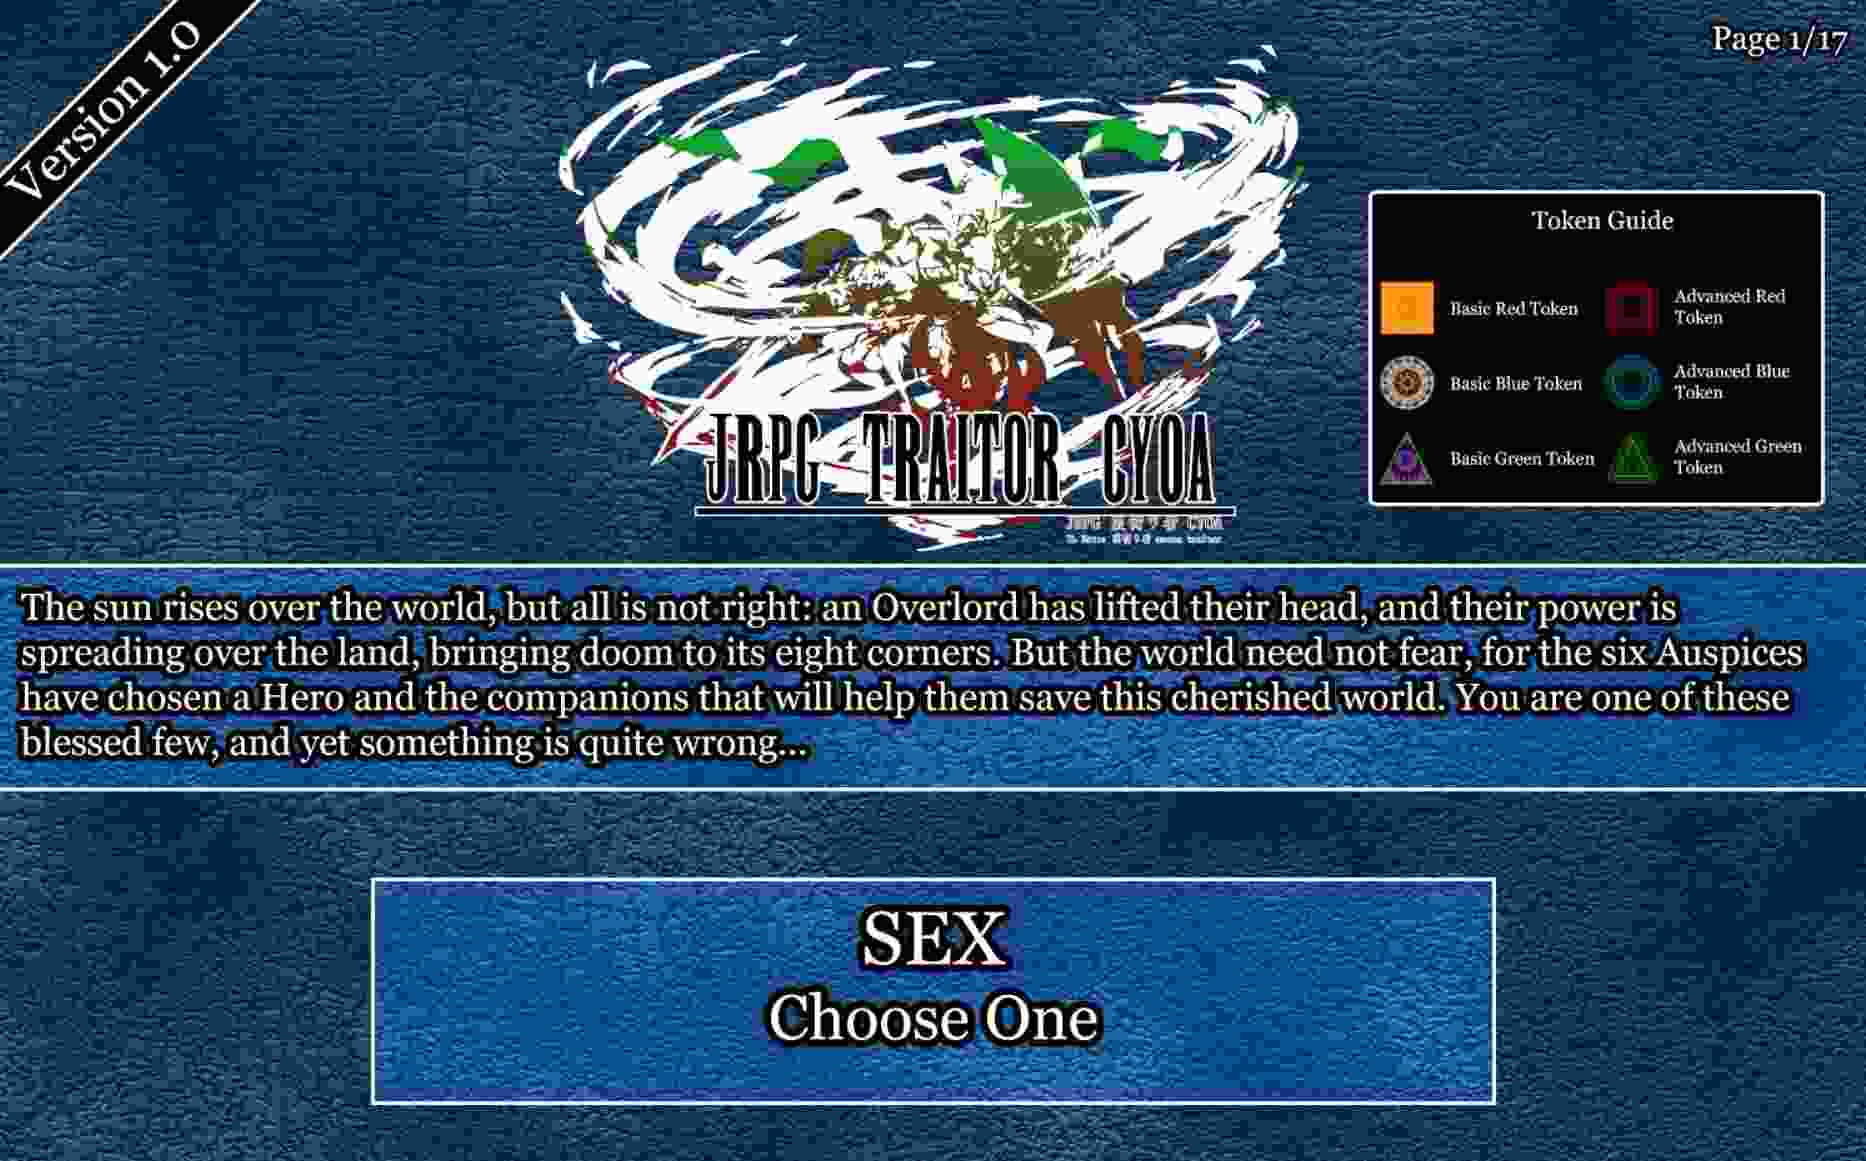 Version 1.0
Page 1/17
JRPG TRAITOR CYOA
Token Guide
Basic Red Token
Advanced Red
Token
Basic Blue Token
Advanced Blue
Token
Basic Green Token
Advanced Green
Token
The sun rises over the world, but all is not right: an Overlord has lifted their head, and their power is
spreading over the land, bringing doom to its eight corners. But the world need not fear, for the six Auspices
have chosen a Hero and the companions that will help them save this cherished world. You are one of these
blessed few, and yet something is quite wrong...
SEX
Choose One